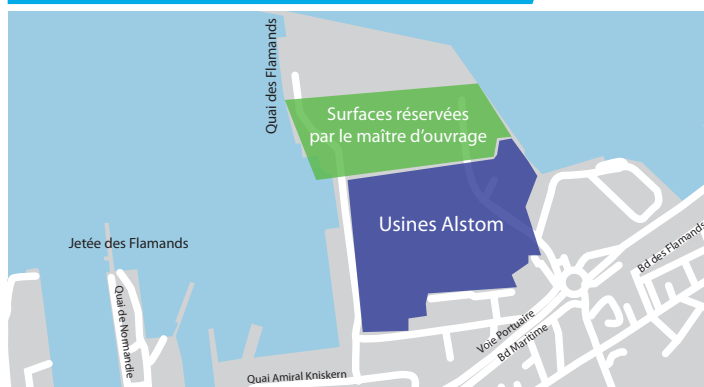 Quai des Flamands
Surfaces réservées
par le maître d'ouvrage
Usines Alstom
Jetée des Flamands
Bd des Flamands
Quai de Normandie
Voie Portuaire
Bd Maritime
Quai Amiral Kniskern